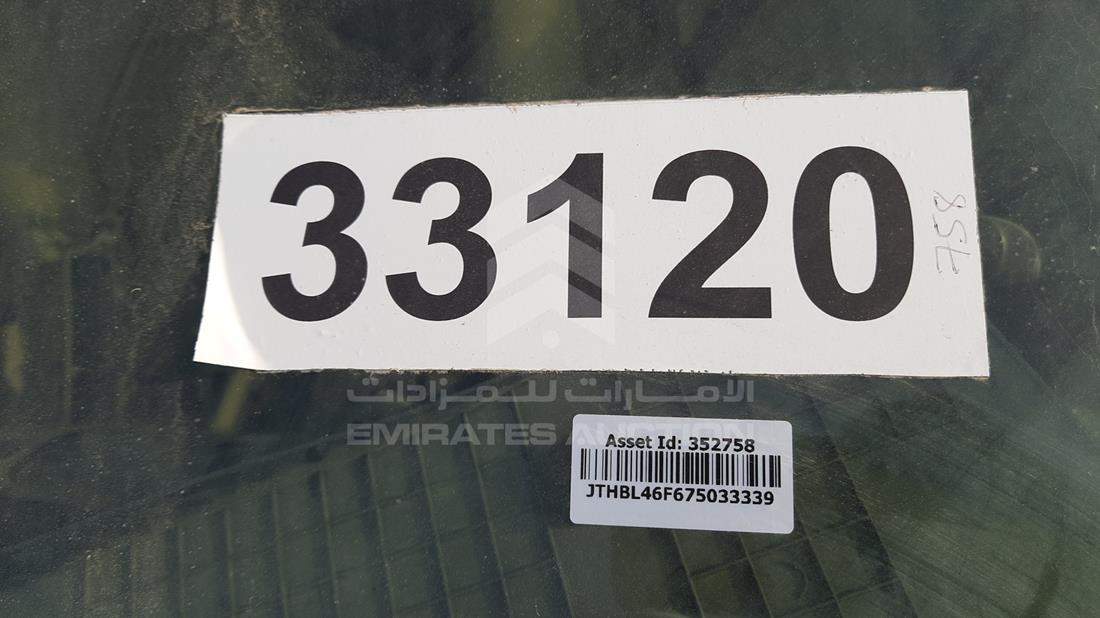 33120
758
الامارات للمزادات
EMIRATES AUCTION
Asset Id: 352758
JTHBL46F675033339